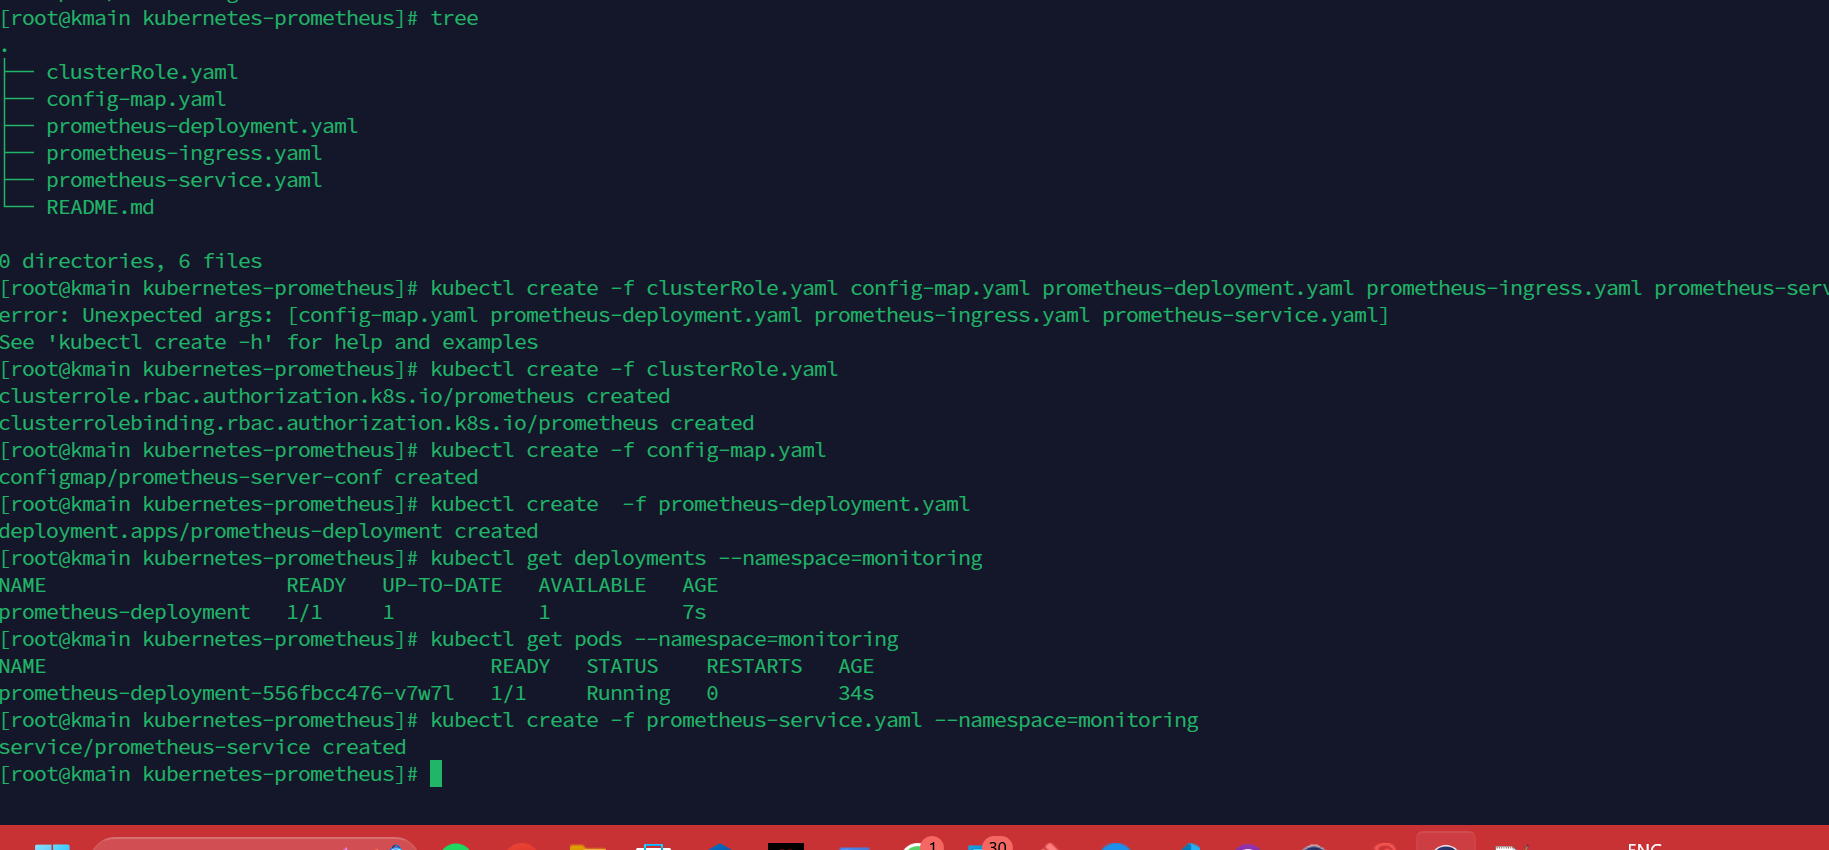 [root@kmain kubernetes-prometheus]# tree
.
├── clusterRole.yaml
├── config-map.yaml
├── prometheus-deployment.yaml
├── prometheus-ingress.yaml
├── prometheus-service.yaml
└── README.md
0 directories, 6 files
[root@kmain kubernetes-prometheus]# kubectl create -f clusterRole.yaml config-map.yaml prometheus-deployment.yaml prometheus-ingress.yaml prometheus-serv
error: Unexpected args: [config-map.yaml prometheus-deployment.yaml prometheus-ingress.yaml prometheus-service.yaml]
See 'kubectl create -h' for help and examples
[root@kmain kubernetes-prometheus]# kubectl create -f clusterRole.yaml
clusterrole.rbac.authorization.k8s.io/prometheus created
clusterrolebinding.rbac.authorization.k8s.io/prometheus created
[root@kmain kubernetes-prometheus]# kubectl create -f config-map.yaml
configmap/prometheus-server-conf created
[root@kmain kubernetes-prometheus]# kubectl create  -f prometheus-deployment.yaml
deployment.apps/prometheus-deployment created
[root@kmain kubernetes-prometheus]# kubectl get deployments --namespace=monitoring
NAME                    READY   UP-TO-DATE   AVAILABLE   AGE
prometheus-deployment   1/1     1            1           7s
[root@kmain kubernetes-prometheus]# kubectl get pods --namespace=monitoring
NAME                                     READY   STATUS    RESTARTS   AGE
prometheus-deployment-556fbcc476-v7w7l   1/1     Running   0          34s
[root@kmain kubernetes-prometheus]# kubectl create -f prometheus-service.yaml --namespace=monitoring
service/prometheus-service created
[root@kmain kubernetes-prometheus]#
1 30 ENG